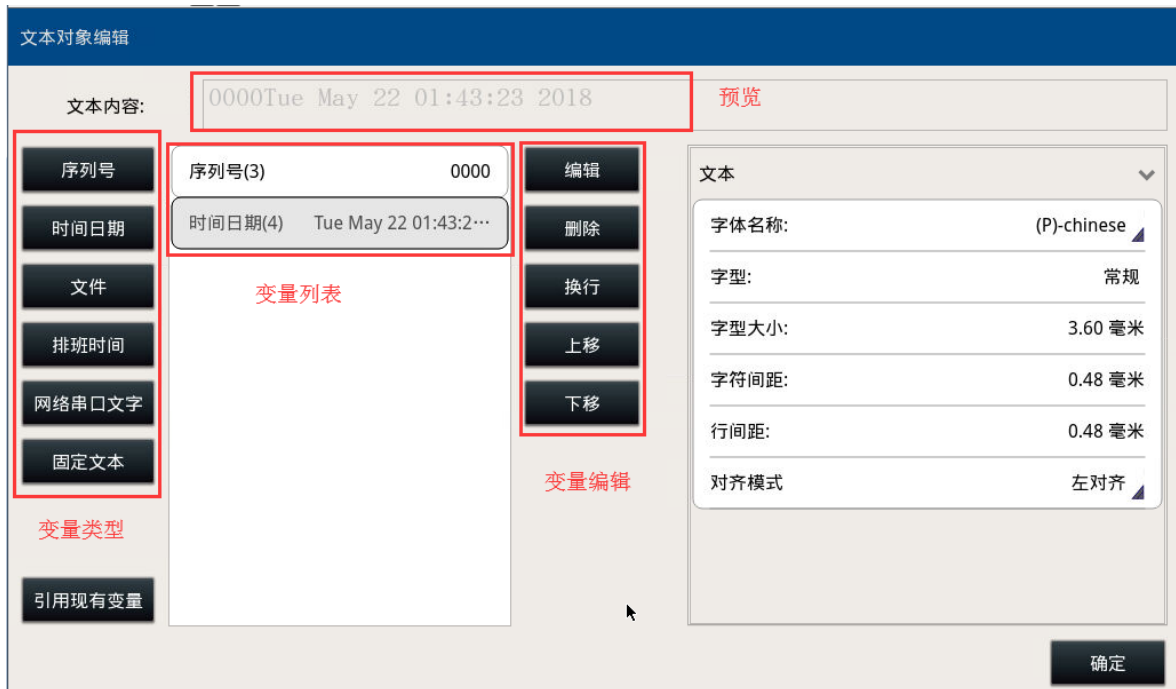 文本对象编辑
文本内容:
0000Tue May 22 01:43:23 2018
预览
序列号
时间日期
文件
排班时间
网络串口文字
固定文本
变量类型
引用现有变量
序列号(3) 0000
时间日期(4) Tue May 22 01:43:2···
变量列表
编辑
删除
换行
上移
下移
变量编辑
文本
字体名称: (P)-chinese
字型: 常规
字型大小: 3.60 毫米
字符间距: 0.48 毫米
行间距: 0.48 毫米
对齐模式 左对齐
确定